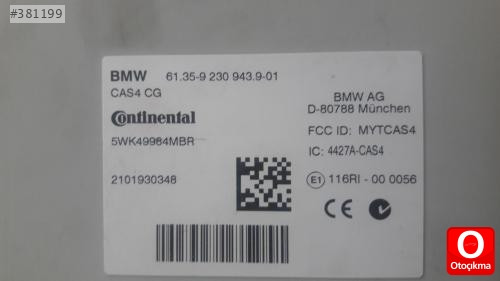 #381199
BMW 61.35-9 230 943.9-01
CAS4 CG
Continental
5WK49984MBR
2101930348
BMW AG
D-80788 München
FCC ID: MYTCAS4
IC: 4427A-CAS4
E1 116RI - 00 0056
CE
O
Otoçıkma